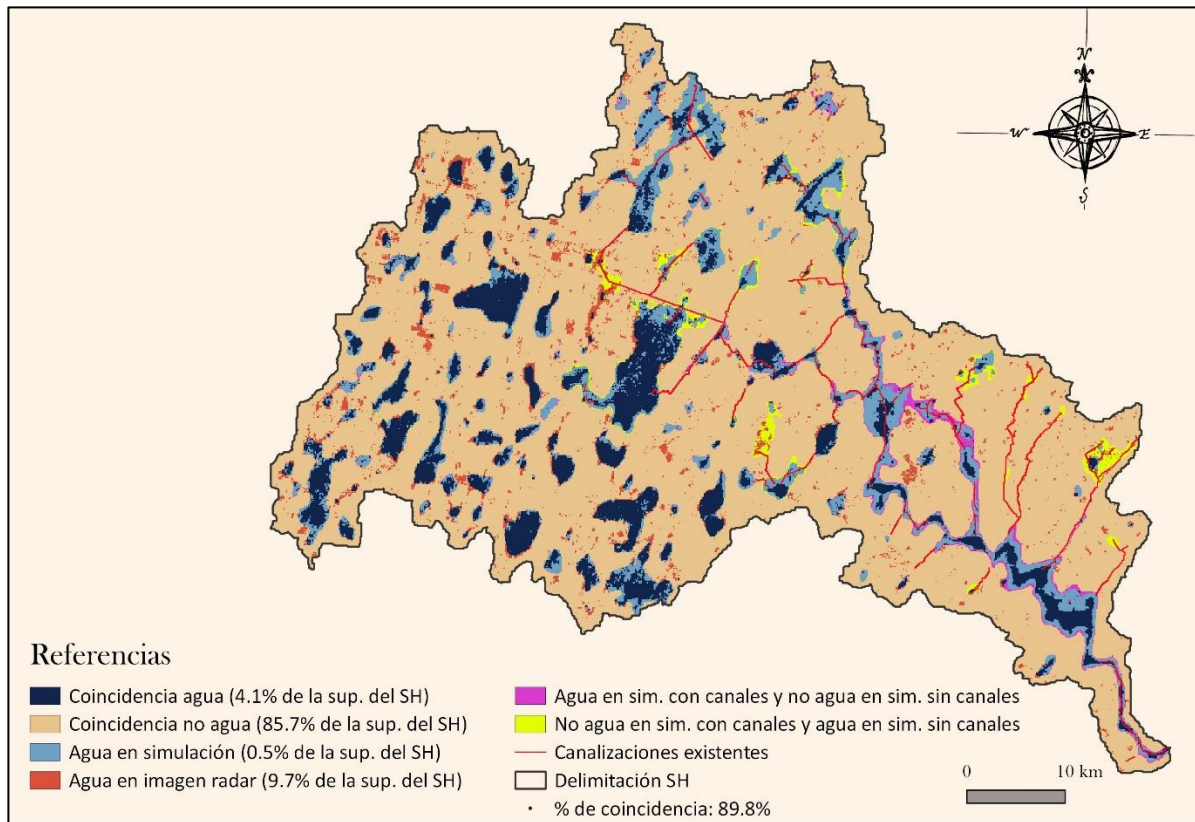 N
W
E
S
Referencias
Coincidencia agua (4.1% de la sup. del SH)
Coincidencia no agua (85.7% de la sup. del SH)
Agua en simulación (0.5% de la sup. del SH)
Agua en imagen radar (9.7% de la sup. del SH)
Agua en sim. con canales y no agua en sim. sin canales
No agua en sim. con canales y agua en sim. sin canales
Canalizaciones existentes
Delimitación SH
% de coincidencia: 89.8%
0 10 km